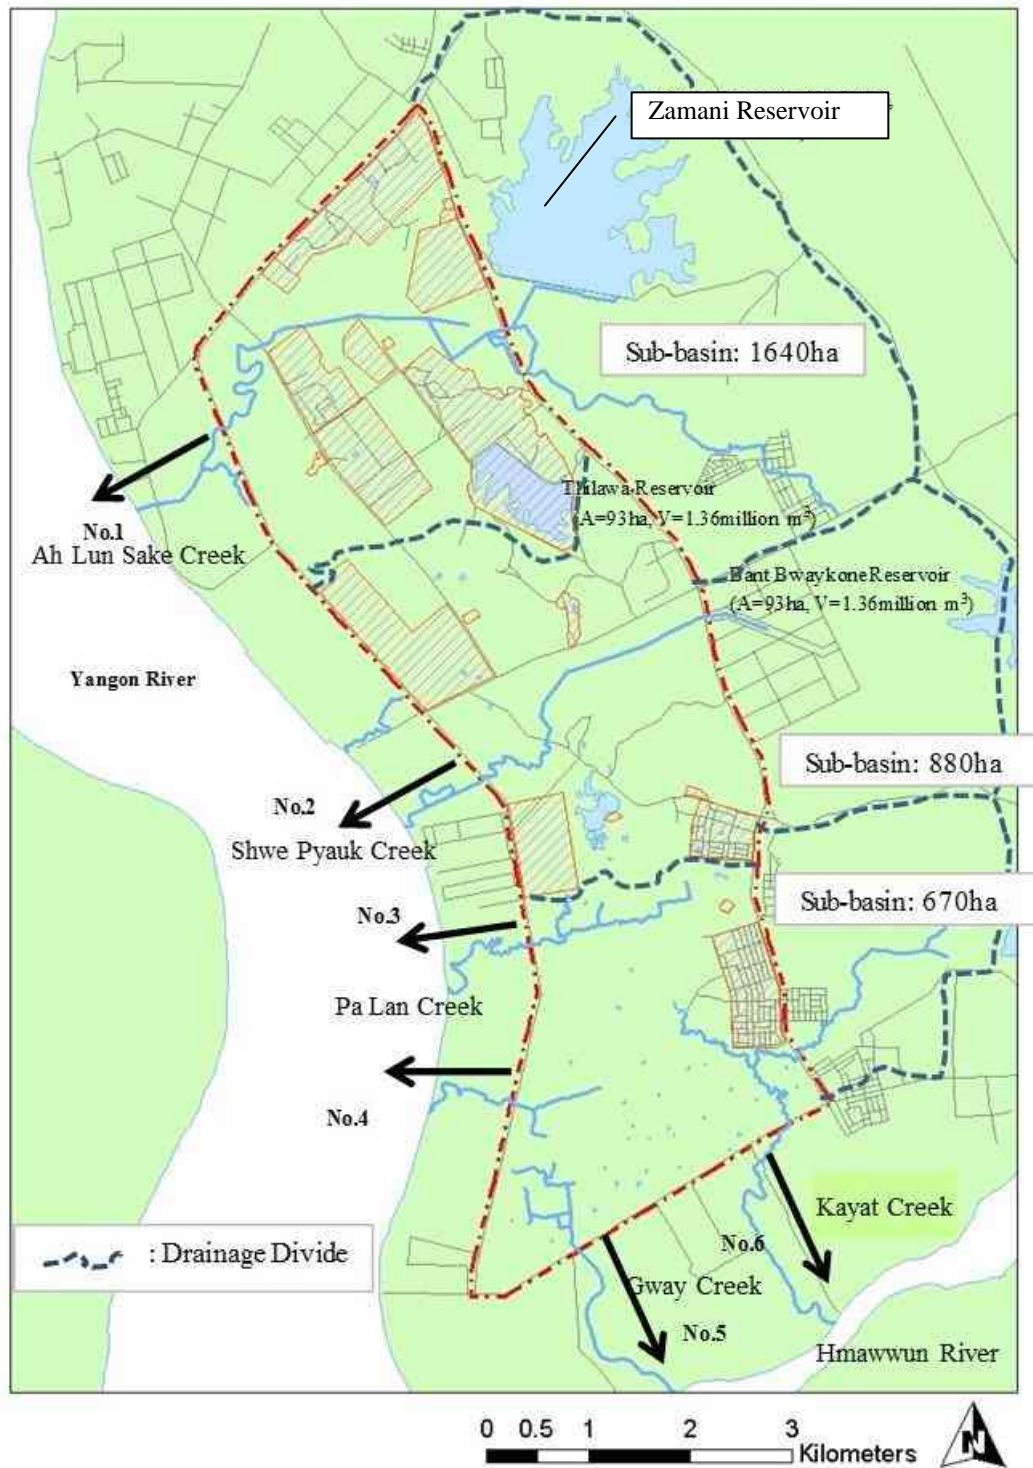 Zamani Reservoir
Sub-basin: 1640ha
Thilawa Reservoir
(A=93ha, V=1.36million m³)
No.1
Ah Lun Sake Creek
Bant Bwaykone Reservoir
(A=93ha, V=1.36million m³)
Yangon River
Sub-basin: 880ha
No.2
Shwe Pyauk Creek
Sub-basin: 670ha
No.3
Pa Lan Creek
No.4
Kayat Creek
No.6
: Drainage Divide
Gway Creek
No.5
Hmawwun River
0 0.5 1 2 3
Kilometers
N